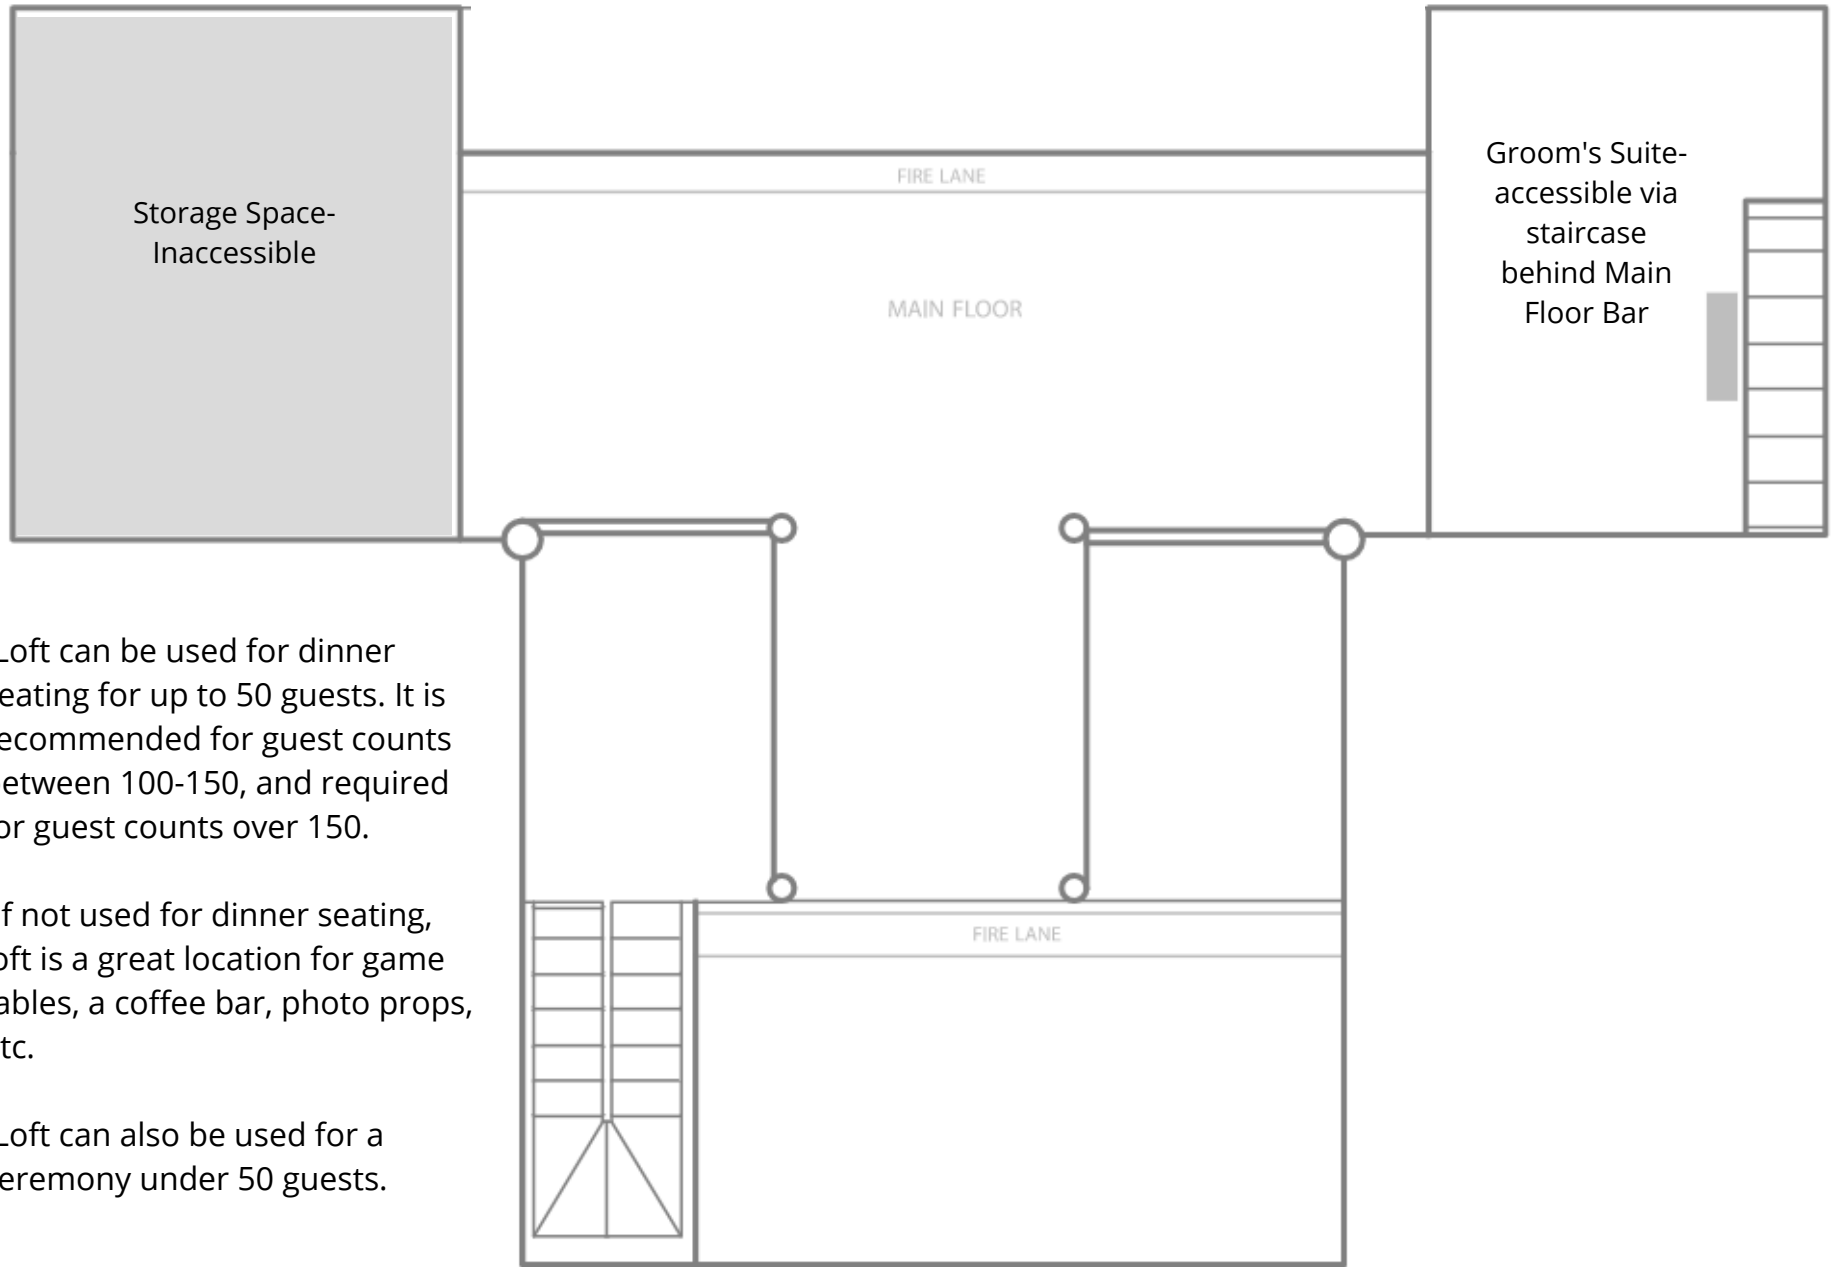 FIRE LANE
MAIN FLOOR
Storage Space-
Inaccessible
Groom's Suite-
accessible via
staircase
behind Main
Floor Bar
Loft can be used for dinner
eating for up to 50 guests. It is
ecommended for guest counts
etween 100-150, and required
or guest counts over 150.
f not used for dinner seating,
oft is a great location for game
ables, a coffee bar, photo props,
tc.
Loft can also be used for a
eremony under 50 guests.
FIRE LANE